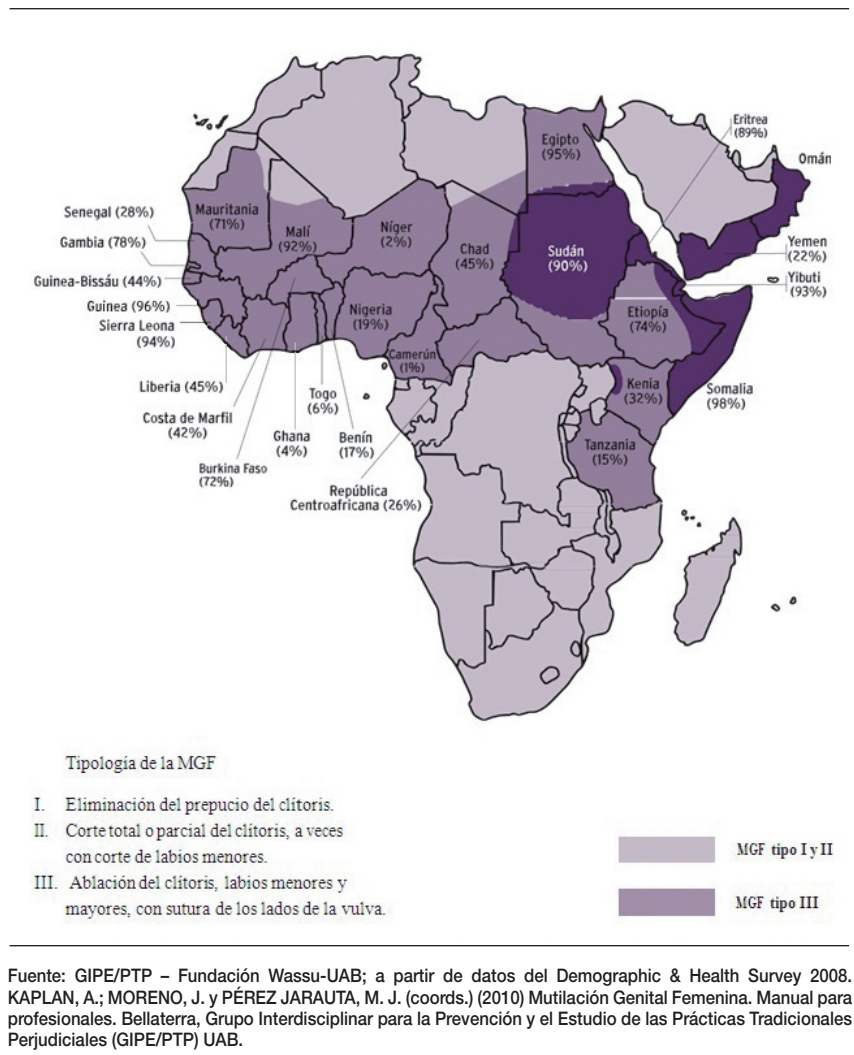 Eritrea
(89%)
Egipto
(95%)
Omán
Mauritania
(71%)
Senegal (28%)
Malí
(92%)
Níger
(2%)
Chad
(45%)
Sudán
(90%)
Gambia (78%)
Yemen
(22%)
Guinea-Bissáu (44%)
Yibuti
(93%)
Guinea (96%)
Nigeria
(19%)
Etiopía
(74%)
Sierra Leona
(94%)
Camerún
(1%)
Kenia
(32%)
Somalia
(98%)
Liberia (45%)
Togo
(6%)
Costa de Marfil
(42%)
Ghana
(4%)
Benín
(17%)
Tanzania
(15%)
Burkina Faso
(72%)
República
Centroafricana (26%)
Tipología de la MGF
I. Eliminación del prepucio del clítoris.
II. Corte total o parcial del clítoris, a veces
con corte de labios menores.
III. Ablación del clítoris, labios menores y
mayores, con sutura de los lados de la vulva.
MGF tipo I y II
MGF tipo III
Fuente: GIPE/PTP – Fundación Wassu-UAB; a partir de datos del Demographic & Health Survey 2008.
KAPLAN, A.; MORENO, J. y PÉREZ JARAUTA, M. J. (coords.) (2010) Mutilación Genital Femenina. Manual para
profesionales. Bellaterra, Grupo Interdisciplinar para la Prevención y el Estudio de las Prácticas Tradicionales
Perjudiciales (GIPE/PTP) UAB.